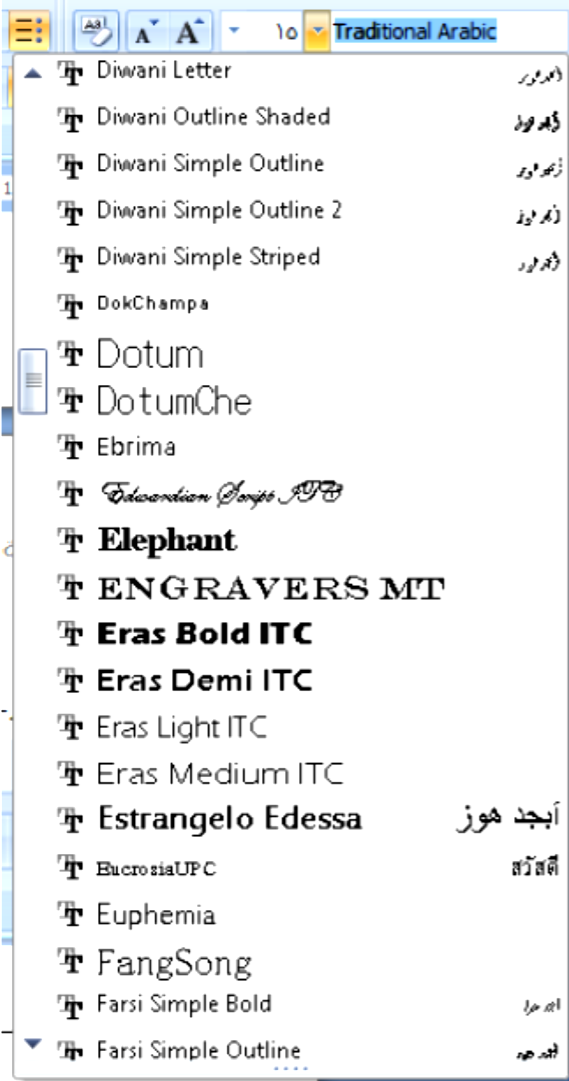 Traditional Arabic ١٥
Diwani Letter
Diwani Outline Shaded
Diwani Simple Outline
Diwani Simple Outline 2
Diwani Simple Striped
DokChampa
Dotum
DotumChe
Ebrima
Edwardian Script ITC
Elephant
ENGRAVERS MT
Eras Bold ITC
Eras Demi ITC
Eras Light ITC
Eras Medium ITC
Estrangelo Edessa أبجد هوز
EucrosiaUPC สวัสดี
Euphemia
FangSong
Farsi Simple Bold
Farsi Simple Outline